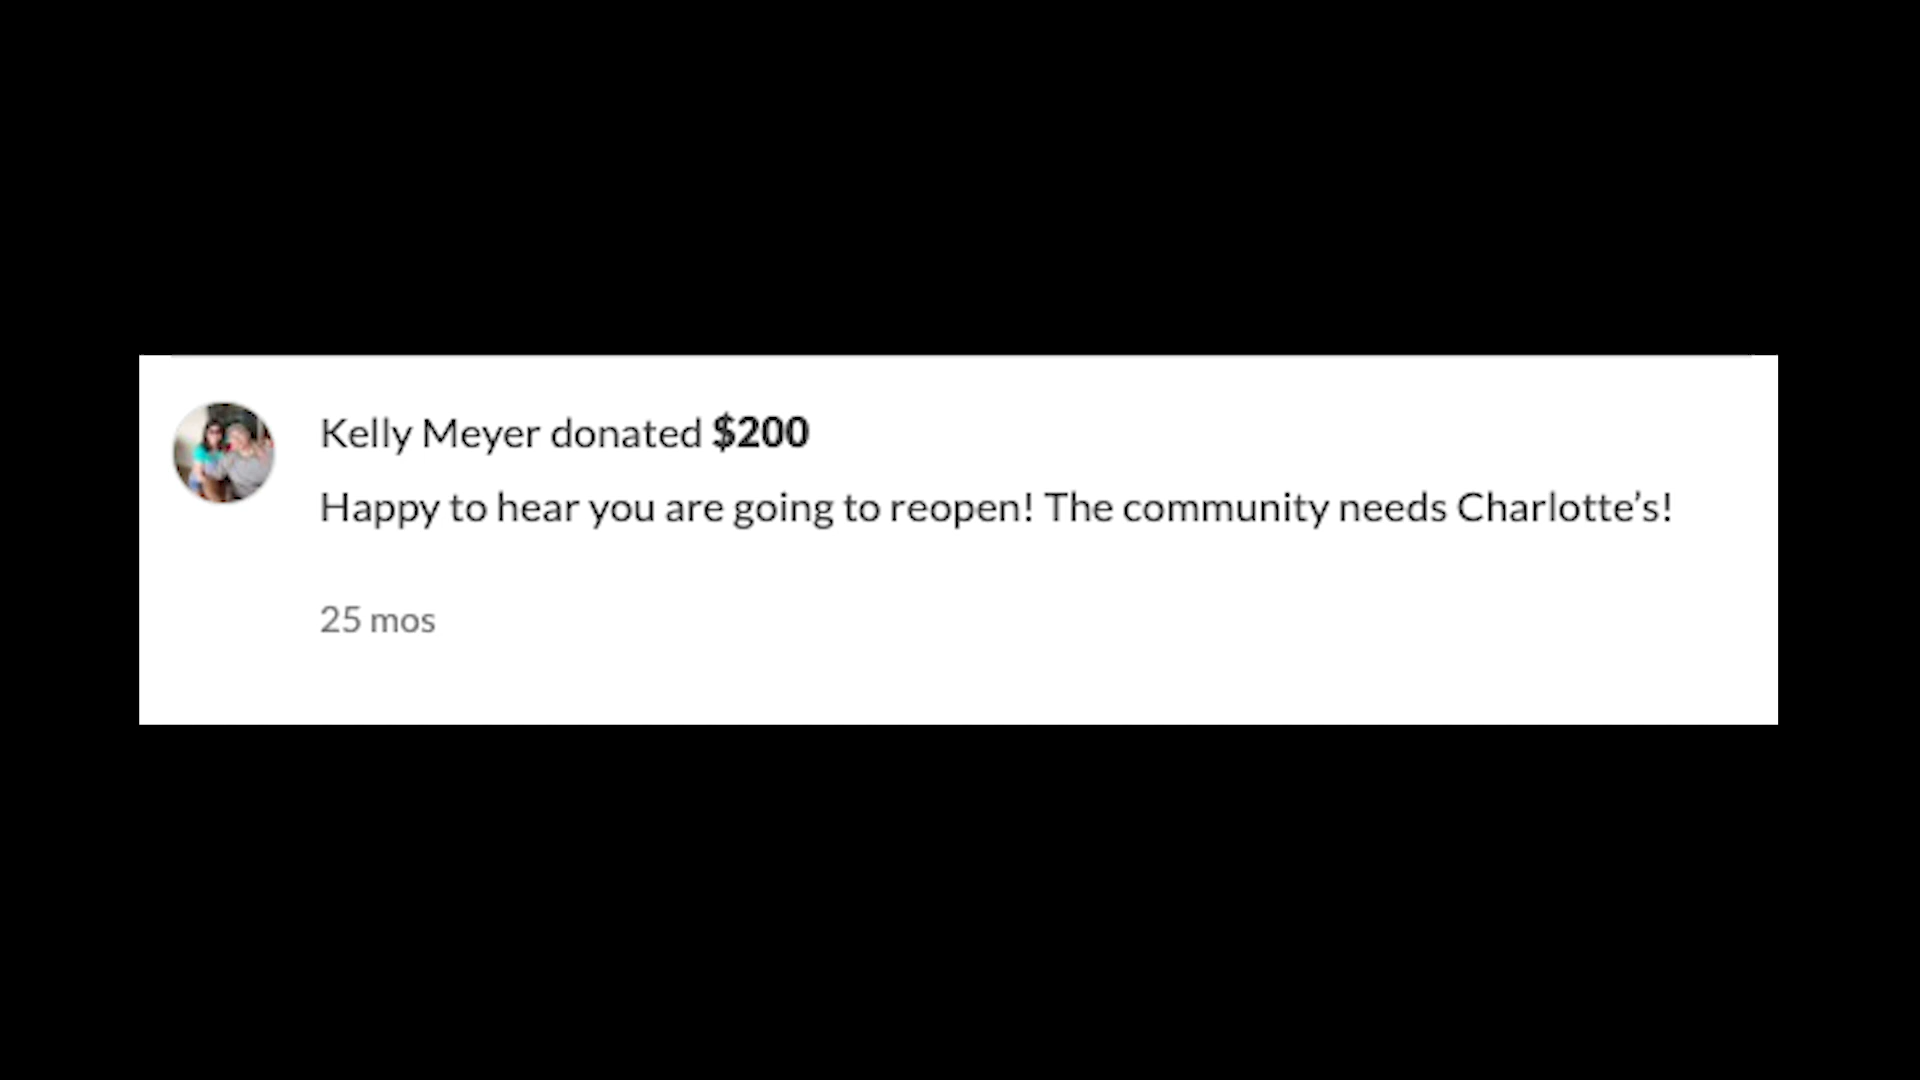 Kelly Meyer donated $200
Happy to hear you are going to reopen! The community needs Charlotte’s!
25 mos